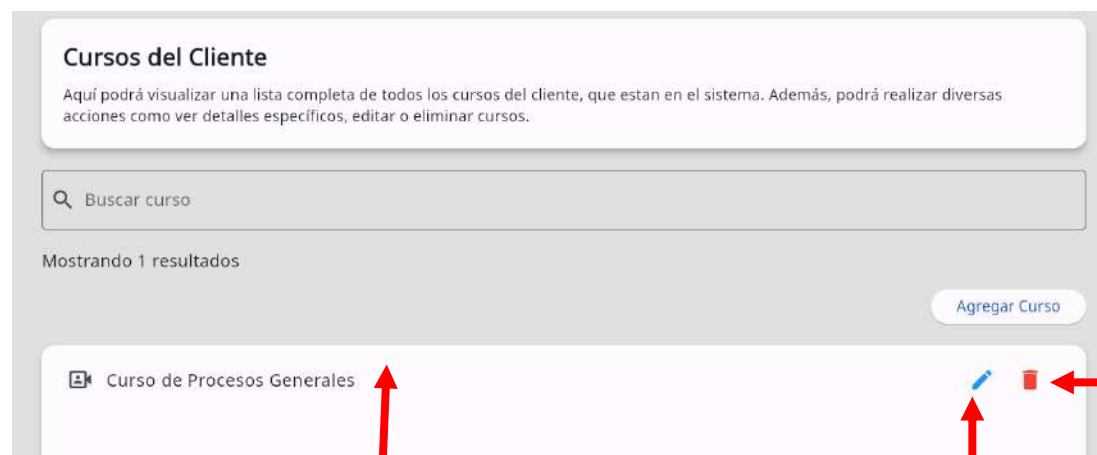 Cursos del Cliente
Aquí podrá visualizar una lista completa de todos los cursos del cliente, que estan en el sistema. Además, podrá realizar diversas
acciones como ver detalles específicos, editar o eliminar cursos.
Buscar curso
Mostrando 1 resultados
Agregar Curso
Curso de Procesos Generales